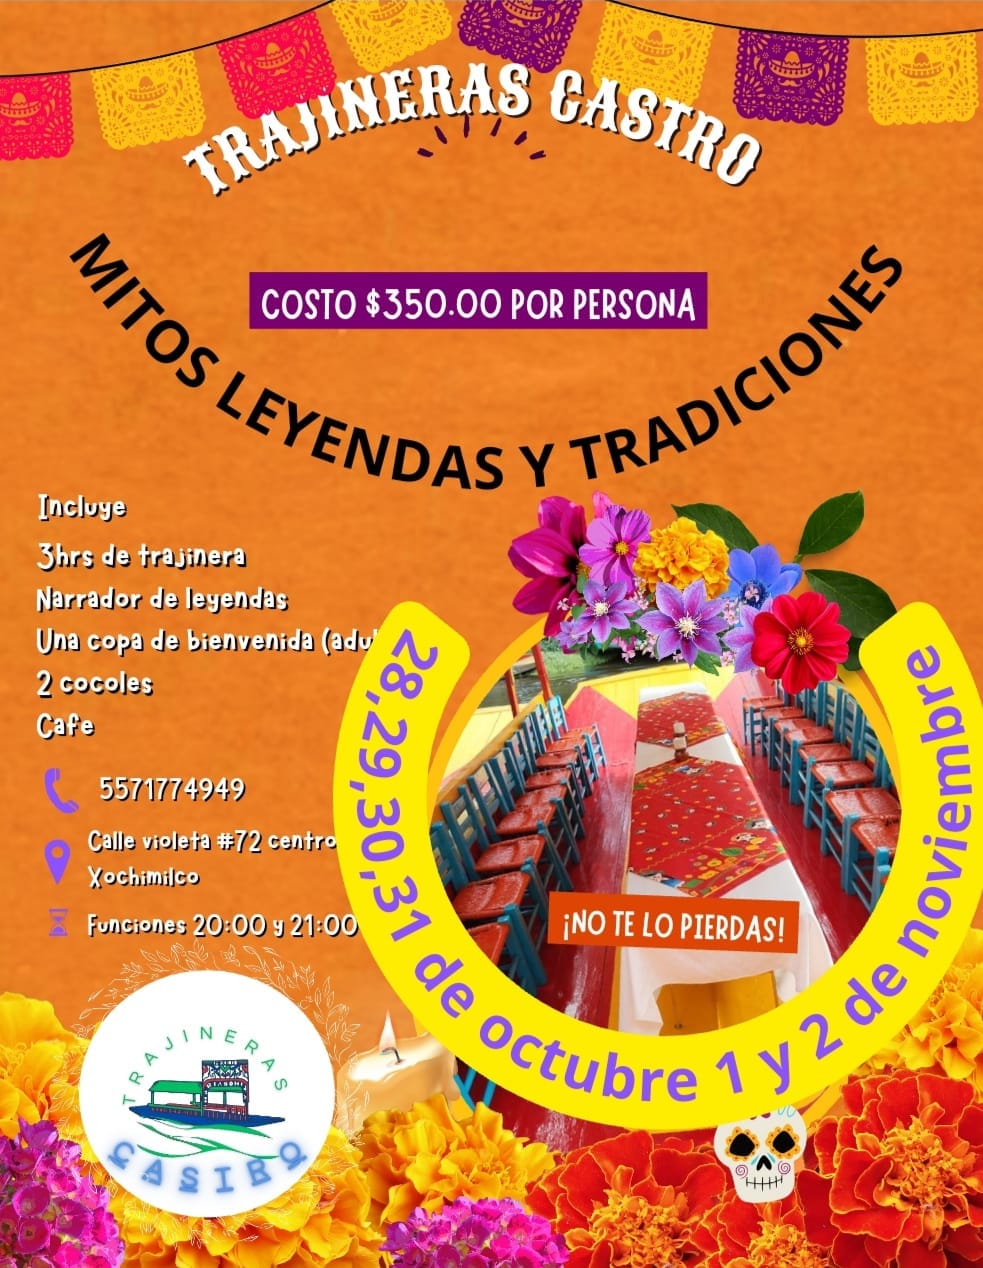 TRAJINERAS CASTRO
COSTO $350.00 POR PERSONA
MITOS LEYENDAS Y TRADICIONES
Incluye
3hrs de trajinera
Narrador de leyendas
Una copa de bienvenida (adul
2 cocoles
Cafe
5571774949
Calle violeta #72 centro
Xochimilco
Funciones 20:00 y 21:00
28,29,30,31 de octubre 1 y 2 de noviembre
¡NO TE LO PIERDAS!
TRAJINERAS